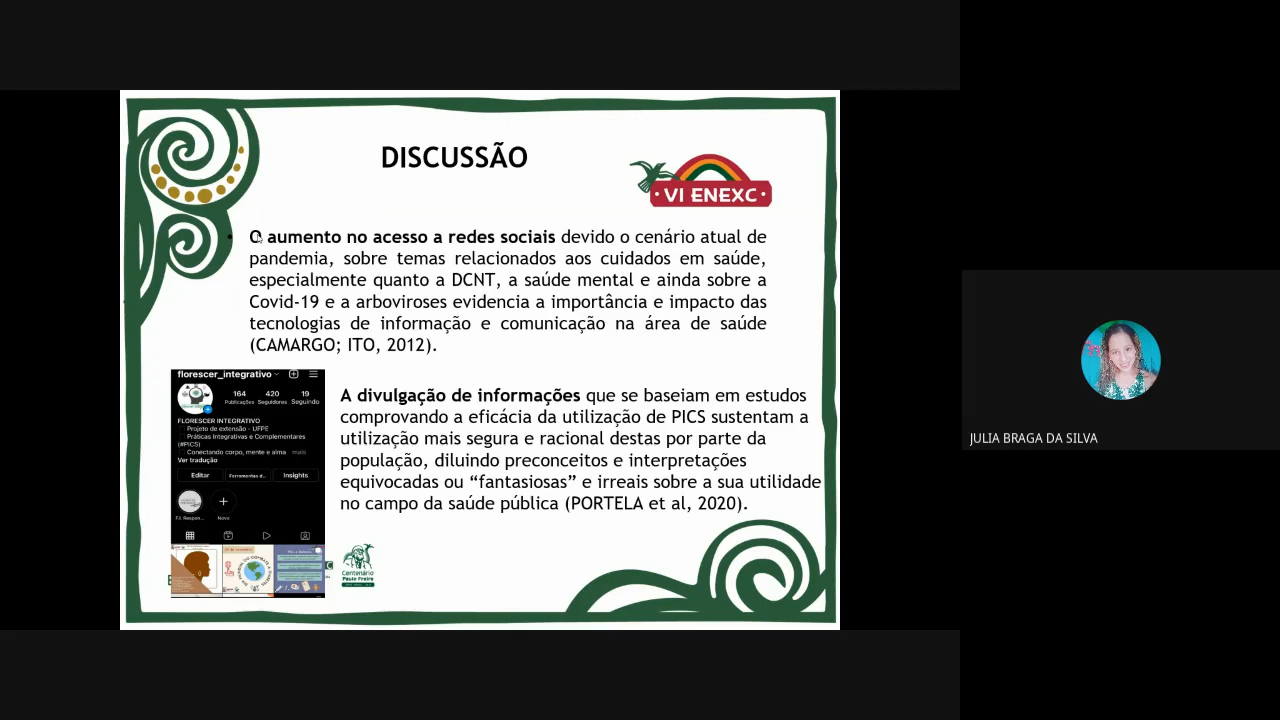 DISCUSSÃO
• VI ENEXC •
• O aumento no acesso a redes sociais devido o cenário atual de
pandemia, sobre temas relacionados aos cuidados em saúde,
especialmente quanto a DCNT, a saúde mental e ainda sobre a
Covid-19 e a arboviroses evidencia a importância e impacto das
tecnologias de informação e comunicação na área de saúde
(CAMARGO; ITO, 2012).
florescer_integrativo
164 420 19
Publicações Seguidores Seguindo
FLORESCER INTEGRATIVO
Projeto de extensão - UFPE
Práticas Integrativas e Complementares
(#PICS)
Conectando corpo, mente e alma mais
Ver tradução
Editar Ferramentas d... Insights
F.I. Respon... Novo
A divulgação de informações que se baseiam em estudos
comprovando a eficácia da utilização de PICS sustentam a
utilização mais segura e racional destas por parte da
população, diluindo preconceitos e interpretações
equivocadas ou “fantasiosas” e irreais sobre a sua utilidade
no campo da saúde pública (PORTELA et al, 2020).
Centenário
Paulo Freire
JULIA BRAGA DA SILVA